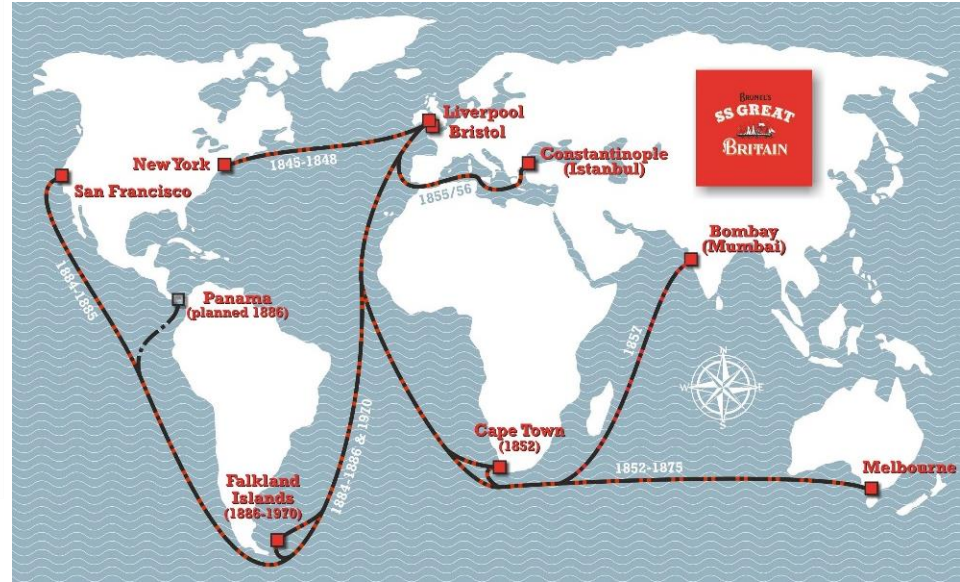 BRUNEL'S
SS GREAT
BRITAIN
Liverpool
Bristol
New York
1845-1848
Constantinople
(Istanbul)
1855/56
San Francisco
Bombay
(Mumbai)
1884-1885
Panama
(planned 1886)
1857
N
W
E
S
1884-1886 & 1970
Cape Town
(1852)
1852-1875
Melbourne
Falkland
Islands
(1886-1970)